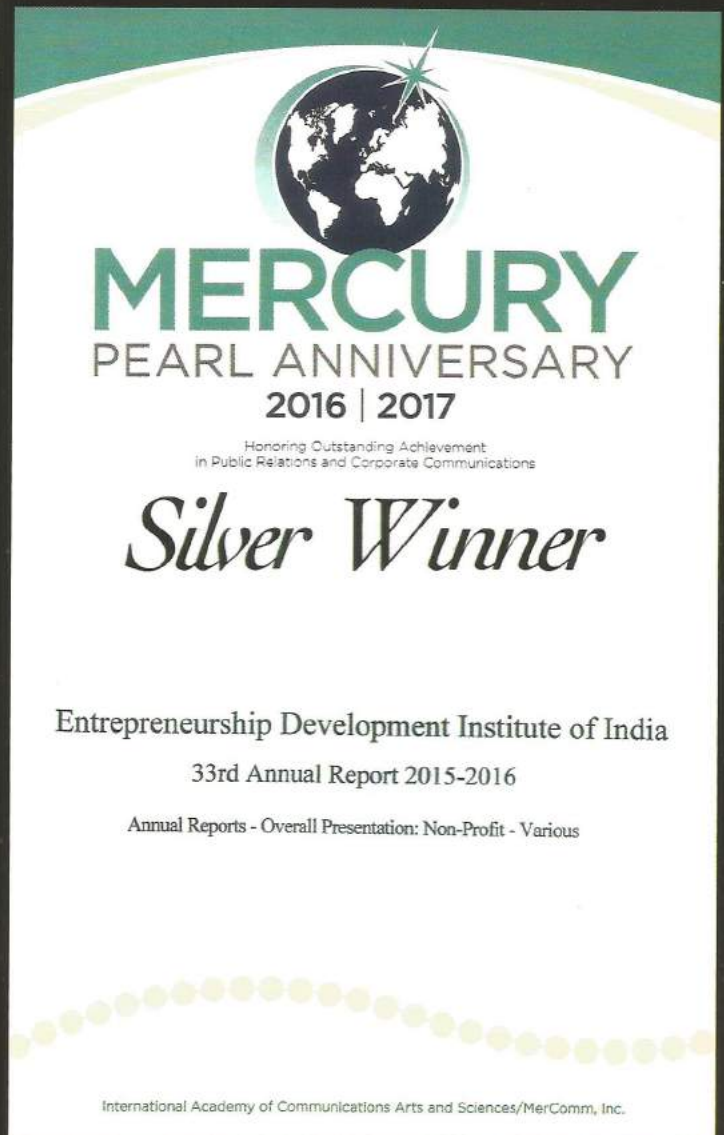 MERCURY
PEARL ANNIVERSARY
2016 | 2017
Honoring Outstanding Achievement
in Public Relations and Corporate Communications
Silver Winner
Entrepreneurship Development Institute of India
33rd Annual Report 2015-2016
Annual Reports - Overall Presentation: Non-Profit - Various
International Academy of Communications Arts and Sciences/MerComm, Inc.